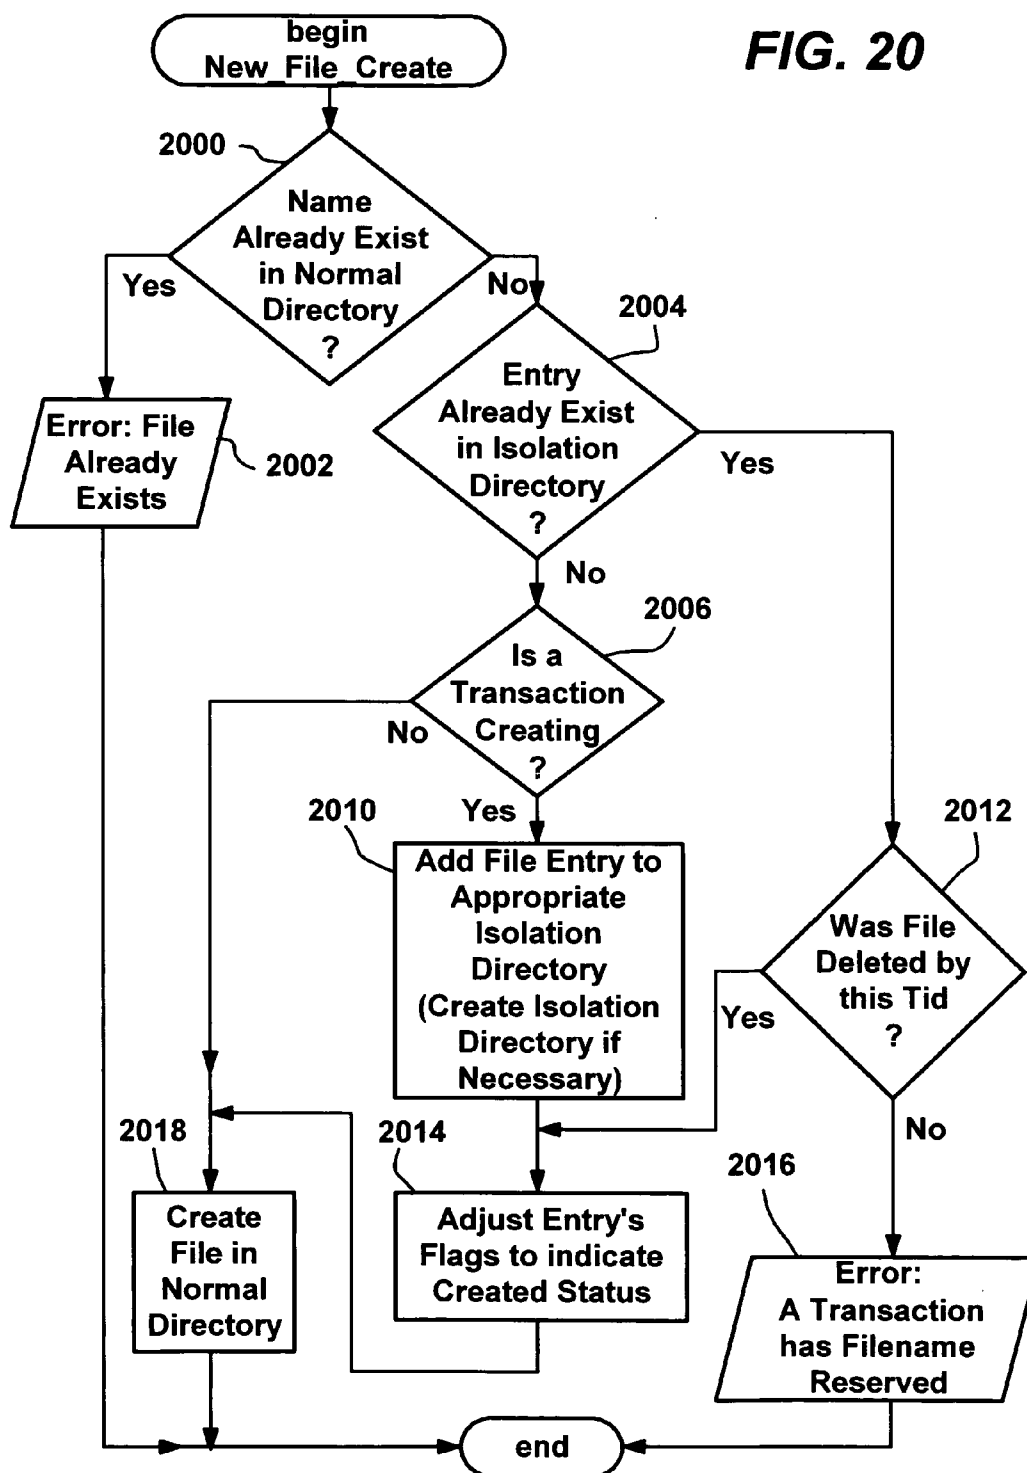 begin
New_File_Create
FIG. 20
2000
Name
Already Exist
in Normal
Directory
?
Yes
No
2004
Entry
Already Exist
in Isolation
Directory
?
Error: File
Already
Exists
2002
Yes
No
2006
Is a
Transaction
Creating
?
No
Yes
2010
Add File Entry to
Appropriate
Isolation
Directory
(Create Isolation
Directory if
Necessary)
2012
Was File
Deleted by
this Tid
?
Yes
No
2018
Create
File in
Normal
Directory
2014
Adjust Entry's
Flags to indicate
Created Status
2016
Error:
A Transaction
has Filename
Reserved
end